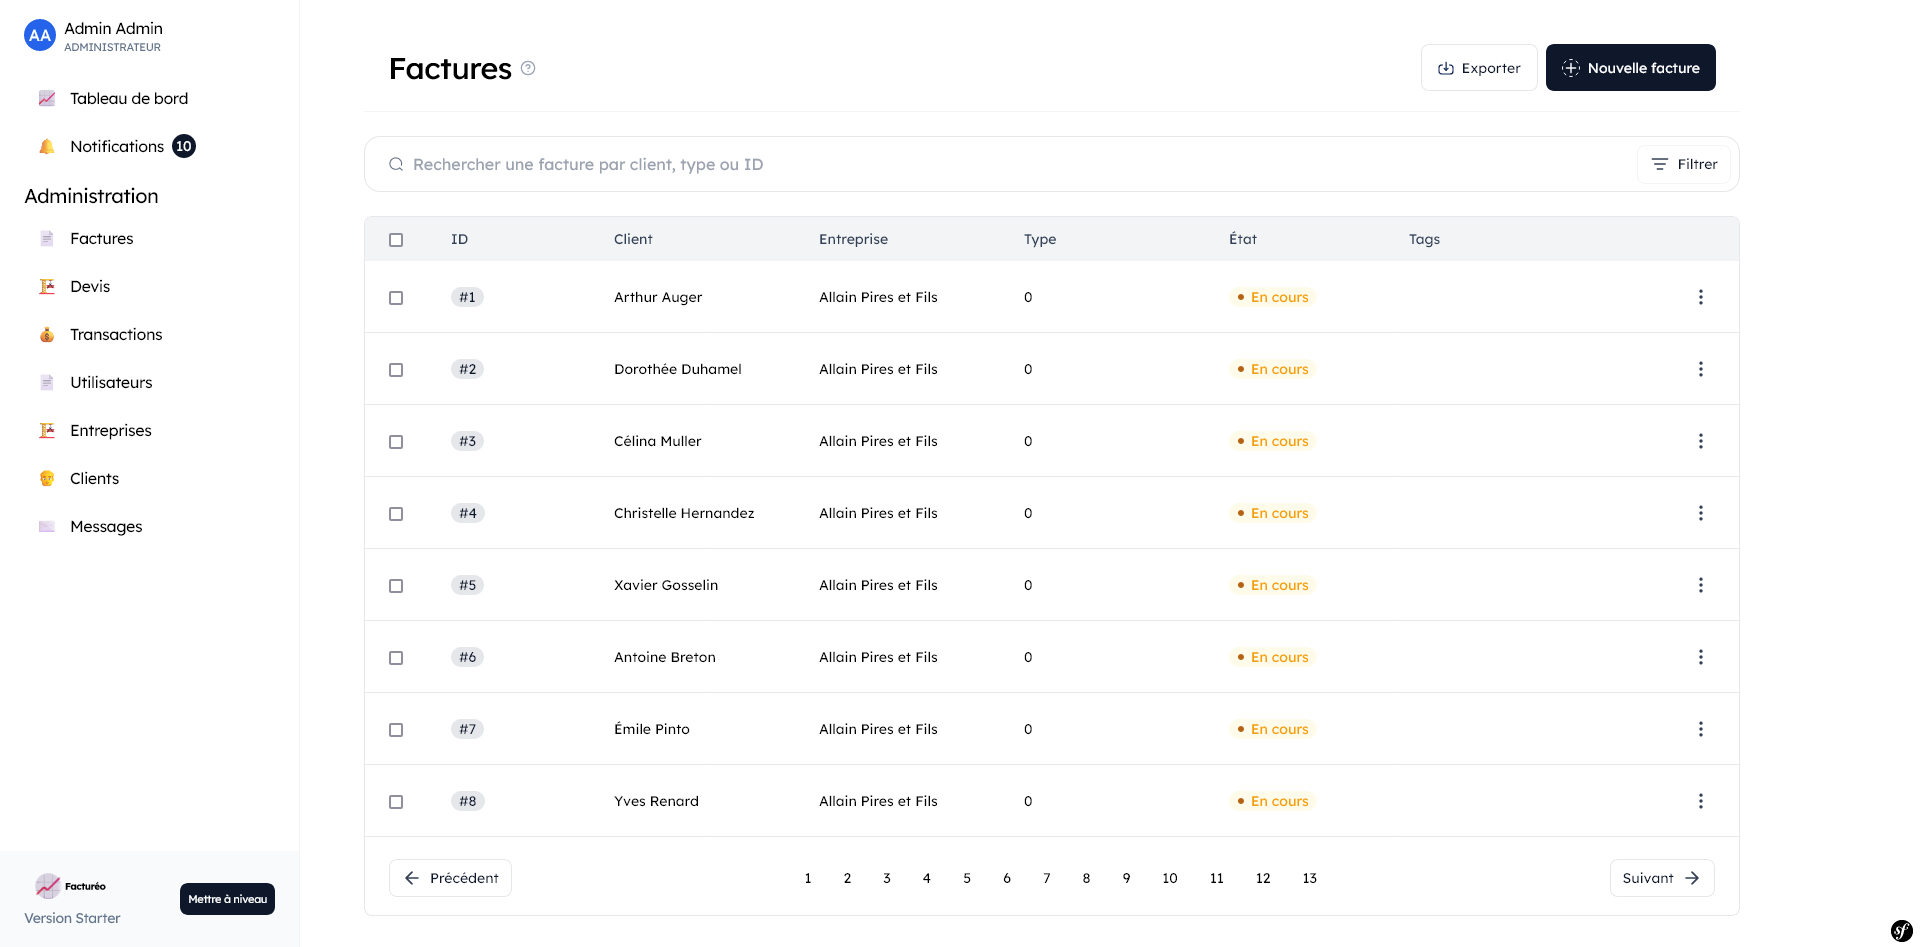 AA Admin Admin
ADMINISTRATEUR
Tableau de bord
Notifications 10
Administration
Factures
Devis
Transactions
Utilisateurs
Entreprises
Clients
Messages
Facturéo
Version Starter
Mettre à niveau
Factures
Exporter
Nouvelle facture
Rechercher une facture par client, type ou ID
Filtrer
ID Client Entreprise Type État Tags
#1 Arthur Auger Allain Pires et Fils 0 En cours
#2 Dorothée Duhamel Allain Pires et Fils 0 En cours
#3 Célina Muller Allain Pires et Fils 0 En cours
#4 Christelle Hernandez Allain Pires et Fils 0 En cours
#5 Xavier Gosselin Allain Pires et Fils 0 En cours
#6 Antoine Breton Allain Pires et Fils 0 En cours
#7 Émile Pinto Allain Pires et Fils 0 En cours
#8 Yves Renard Allain Pires et Fils 0 En cours
Précédent 1 2 3 4 5 6 7 8 9 10 11 12 13 Suivant
sf